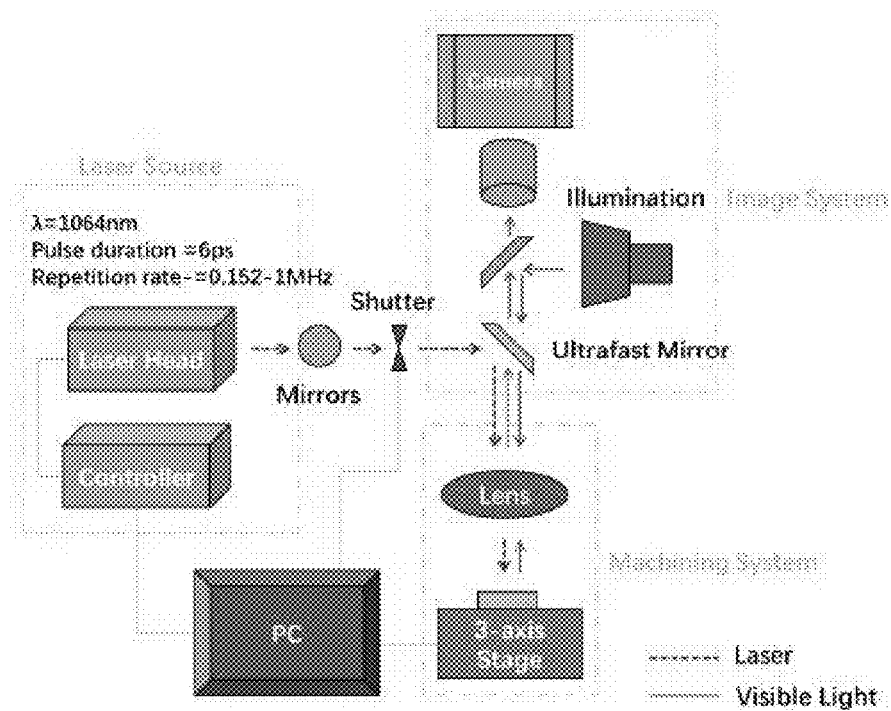 Camera
Laser Source
Illumination
Image System
λ=1064nm
Pulse duration =6ps
Repetition rate-=0.152-1MHz
Shutter
Laser Head
Ultrafast Mirror
Mirrors
Controller
Lens
Machining System
PC
3-axis
Stage
Laser
Visible Light